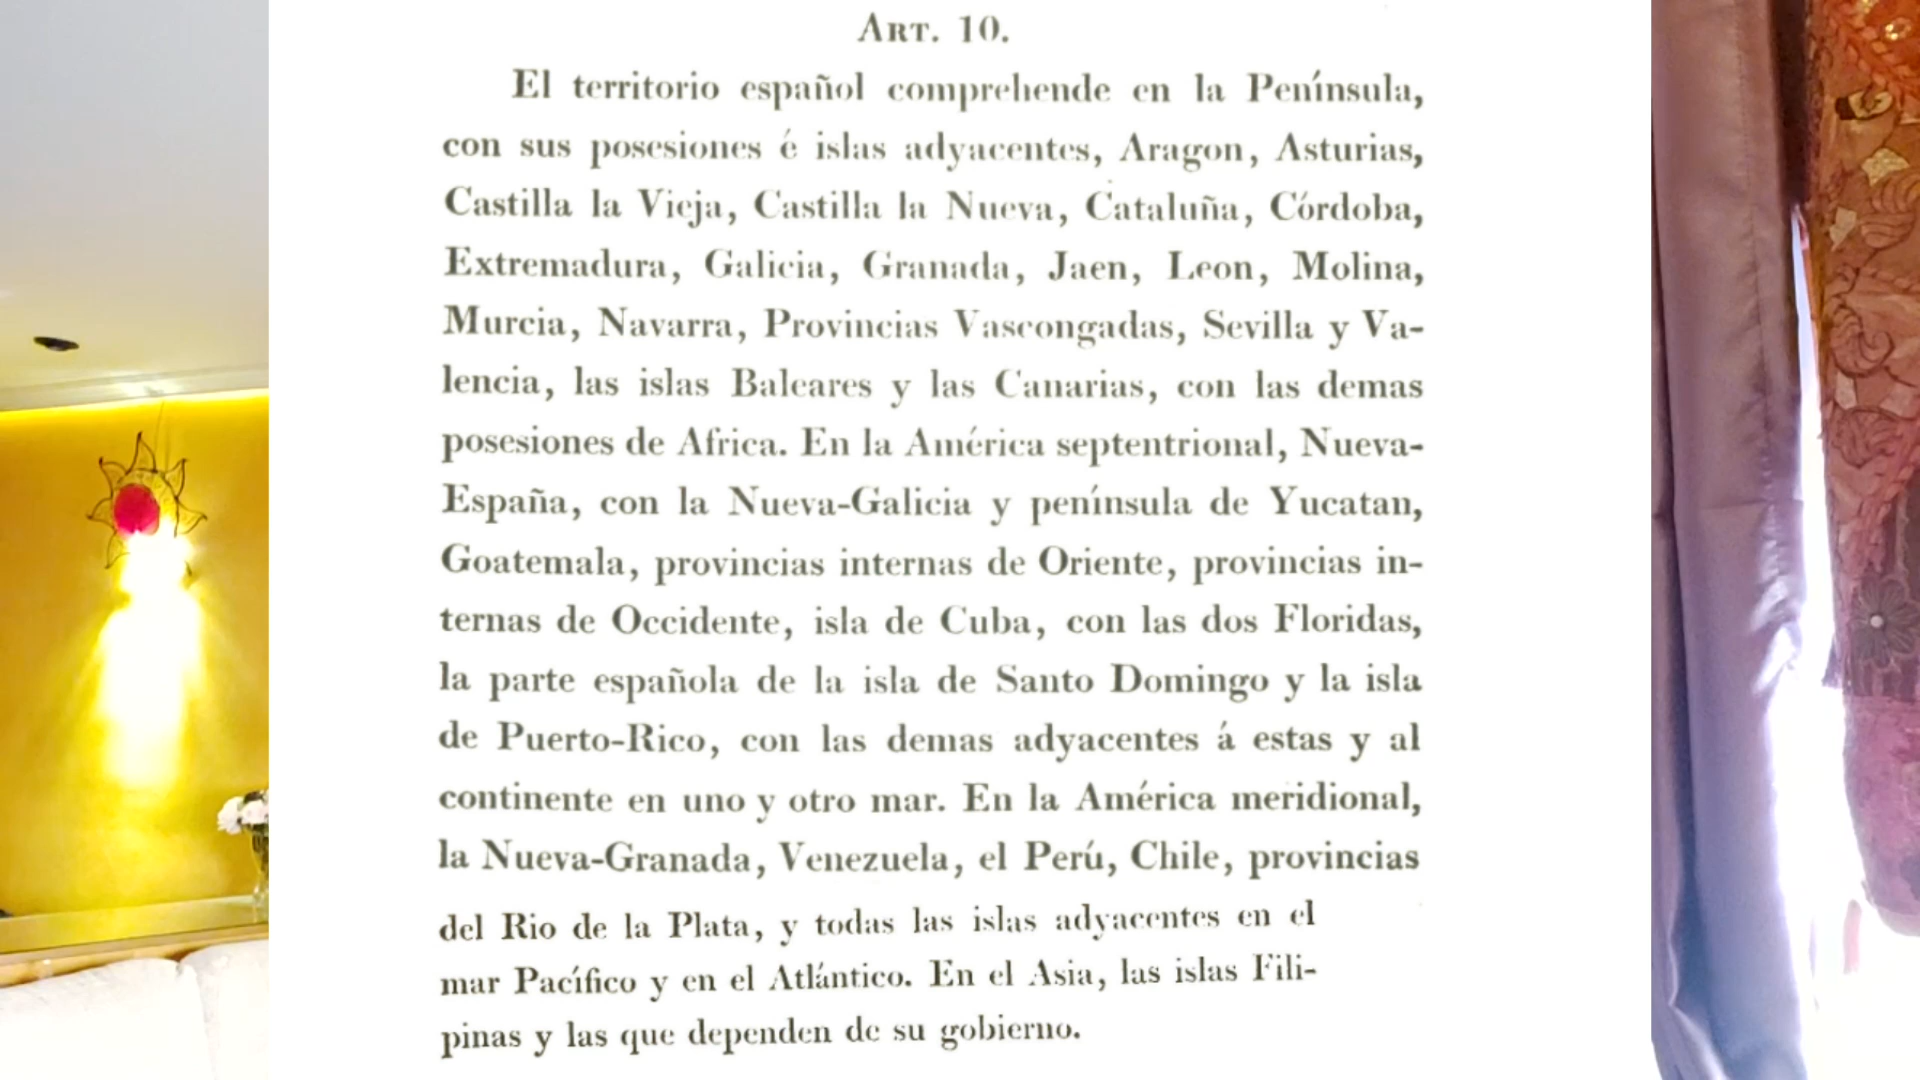 ART. 10.
El territorio español comprehende en la Península,
con sus posesiones é islas adyacentes, Aragon, Asturias,
Castilla la Vieja, Castilla la Nueva, Cataluña, Córdoba,
Extremadura, Galicia, Granada, Jaen, Leon, Molina,
Murcia, Navarra, Provincias Vascongadas, Sevilla y Va-
lencia, las islas Baleares y las Canarias, con las demas
posesiones de Africa. En la América septentrional, Nueva-
España, con la Nueva-Galicia y península de Yucatan,
Goatemala, provincias internas de Oriente, provincias in-
ternas de Occidente, isla de Cuba, con las dos Floridas,
la parte española de la isla de Santo Domingo y la isla
de Puerto-Rico, con las demas adyacentes á estas y al
continente en uno y otro mar. En la América meridional,
la Nueva-Granada, Venezuela, el Perú, Chile, provincias
del Rio de la Plata, y todas las islas adyacentes en el
mar Pacífico y en el Atlántico. En el Asia, las islas Fili-
pinas y las que dependen de su gobierno.